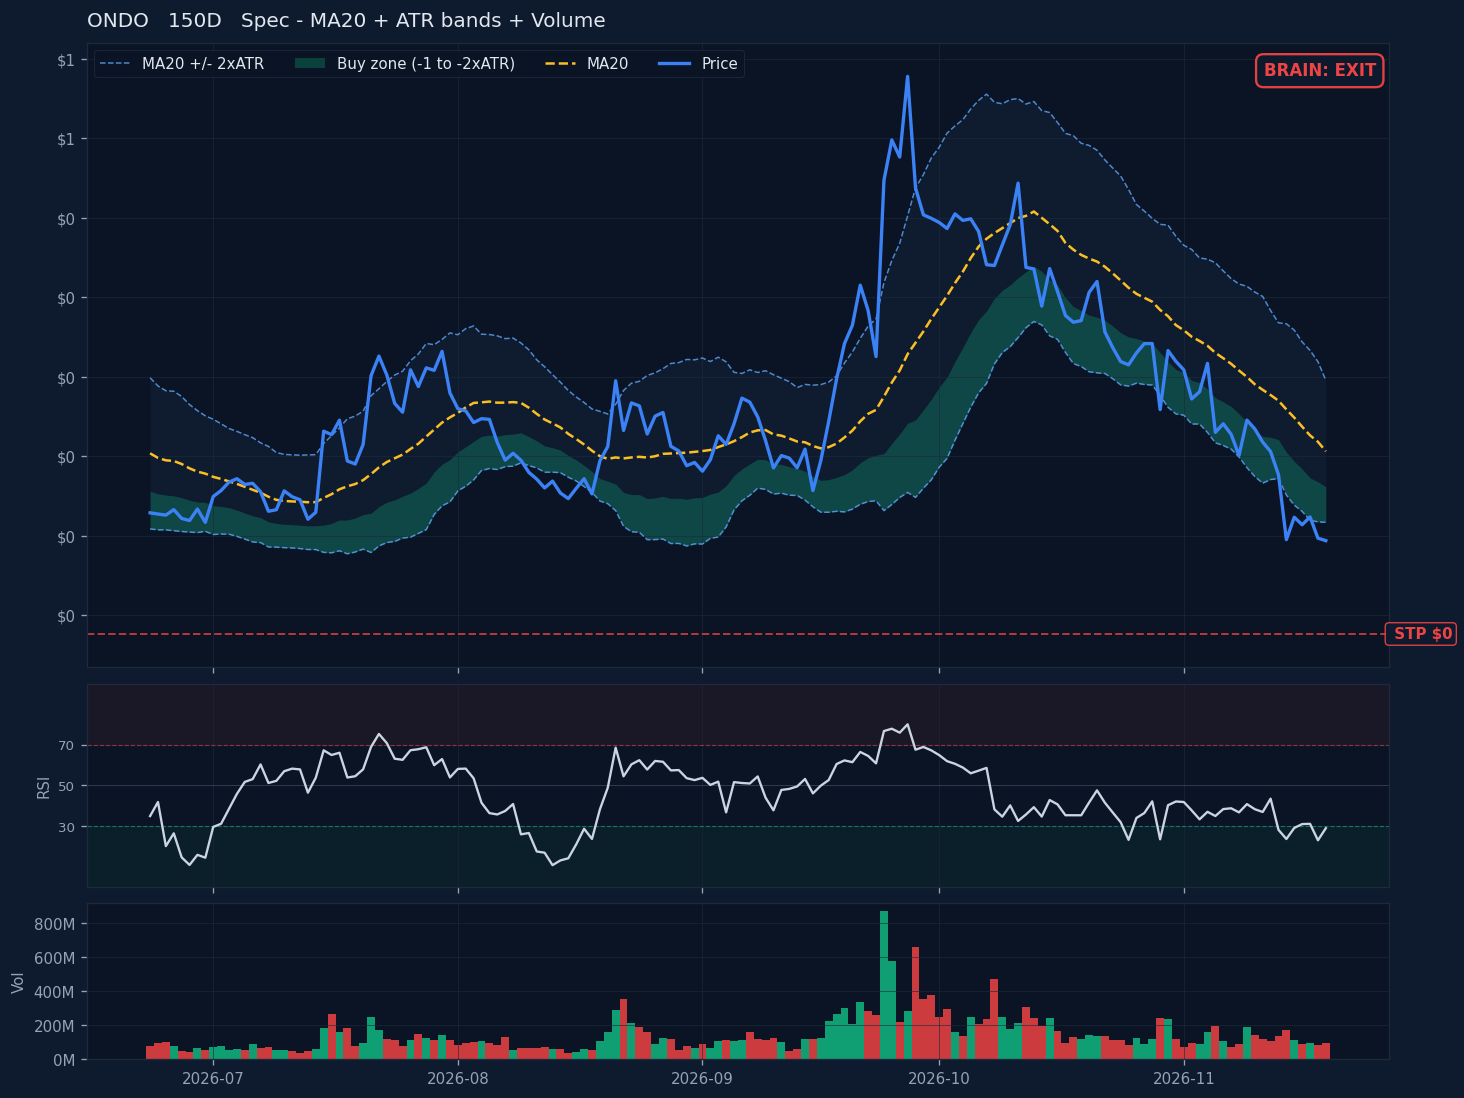 ONDO   150D   Spec - MA20 + ATR bands + Volume
MA20 +/- 2xATR   Buy zone (-1 to -2xATR)   MA20   Price
BRAIN: EXIT
$1
$1
$0
$0
$0
$0
$0
$0
STP $0
70
50
30
RSI
800M
600M
400M
200M
0M
Vol
2026-07   2026-08   2026-09   2026-10   2026-11